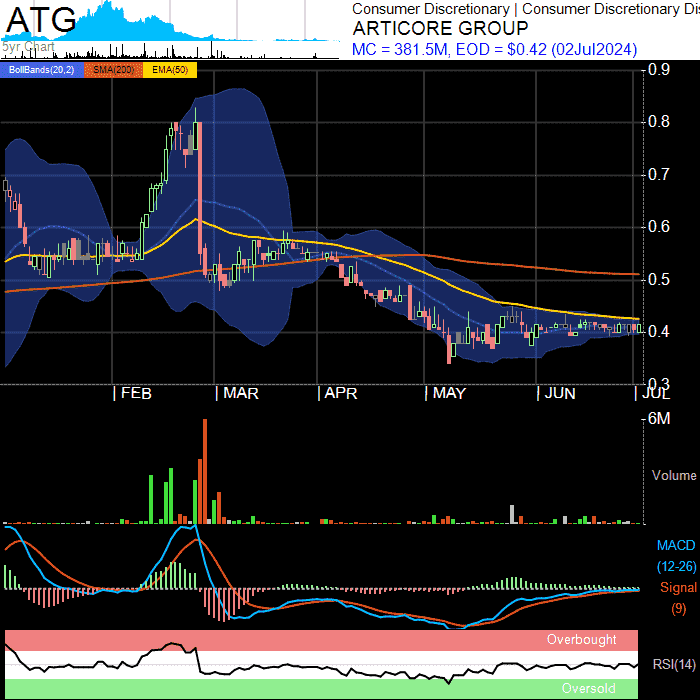 ATG
5yr Chart
Consumer Discretionary | Consumer Discretionary Dis
ARTICORE GROUP
MC = 381.5M, EOD = $0.42 (02Jul2024)
BollBands(20,2) SMA(200) EMA(50)
0.9
0.8
0.7
0.6
0.5
0.4
0.3
FEB MAR APR MAY JUN JUL
6M
Volume
MACD
(12-26)
Signal
(9)
Overbought
RSI(14)
Oversold